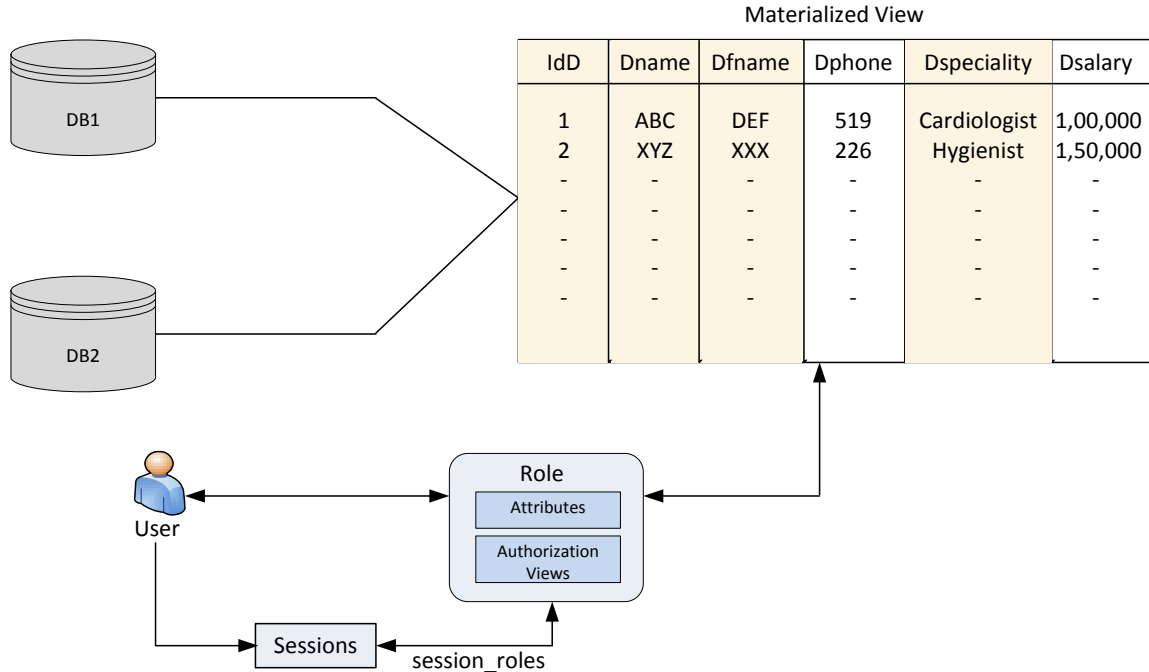 Materialized View
IdD Dname Dfname Dphone Dspeciality Dsalary
1 ABC DEF 519 Cardiologist 1,00,000
2 XYZ XXX 226 Hygienist 1,50,000
- - - - - -
- - - - - -
- - - - - -
- - - - - -
- - - - - -
DB1
DB2
User
Role
Attributes
Authorization
Views
Sessions
session_roles